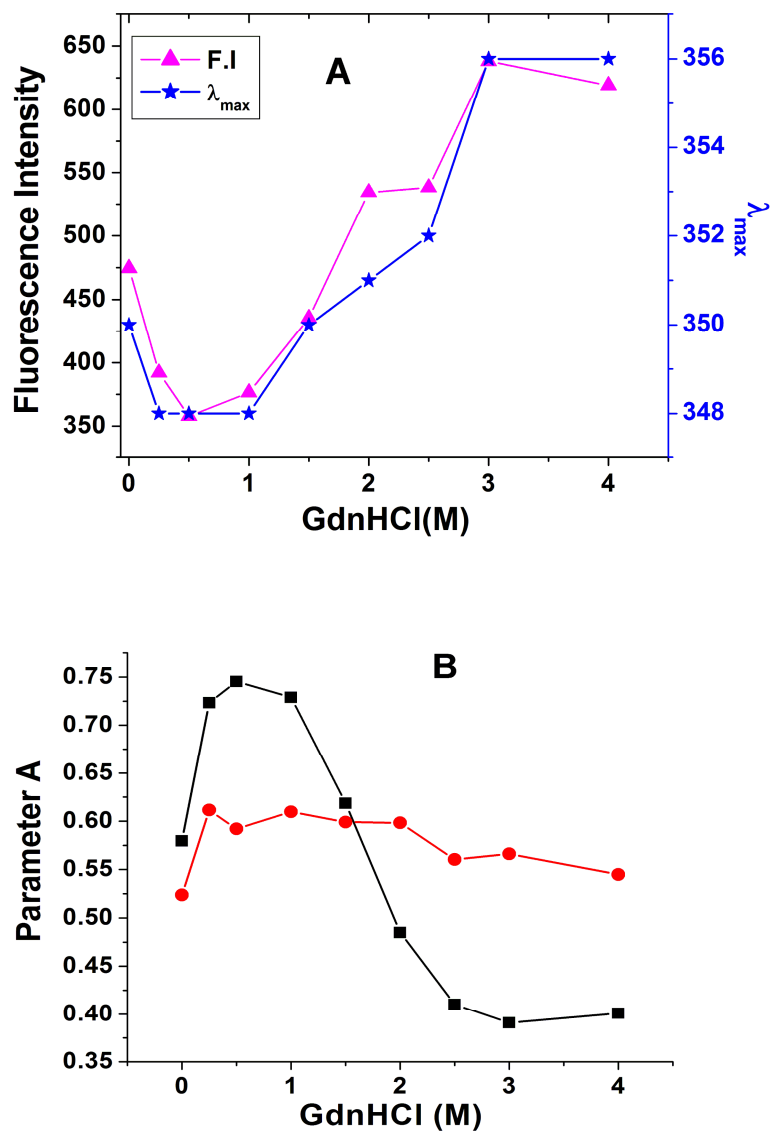 A
F.I
λmax
650
600
550
500
450
400
350
Fluorescence Intensity
356
354
352
350
348
λmax
0 1 2 3 4
GdnHCl(M)
B
0.75
0.70
0.65
0.60
0.55
0.50
0.45
0.40
0.35
Parameter A
0 1 2 3 4
GdnHCl (M)